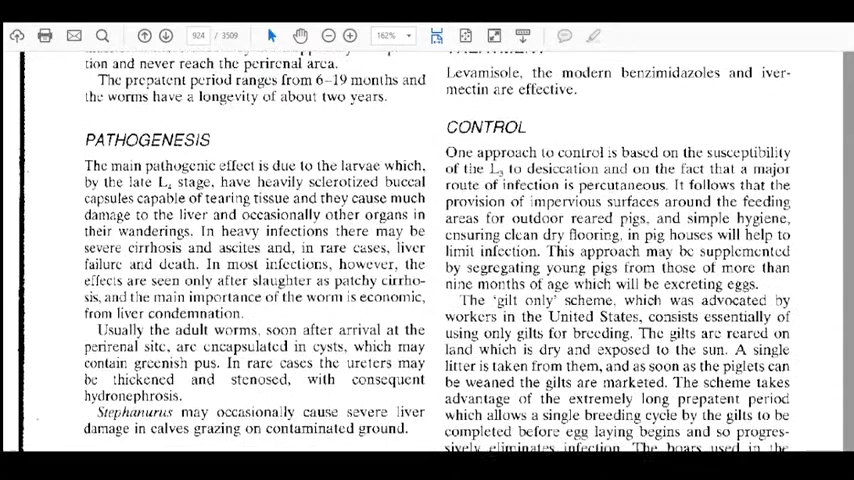 924 / 3509
162%
tion and never reach the perirenal area.
The prepatent period ranges from 6–19 months and
the worms have a longevity of about two years.
PATHOGENESIS
The main pathogenic effect is due to the larvae which,
by the late L₄ stage, have heavily sclerotized buccal
capsules capable of tearing tissue and they cause much
damage to the liver and occasionally other organs in
their wanderings. In heavy infections there may be
severe cirrhosis and ascites and, in rare cases, liver
failure and death. In most infections, however, the
effects are seen only after slaughter as patchy cirrho-
sis, and the main importance of the worm is economic,
from liver condemnation.
Usually the adult worms, soon after arrival at the
perirenal site, are encapsulated in cysts, which may
contain greenish pus. In rare cases the ureters may
be thickened and stenosed, with consequent
hydronephrosis.
Stephanurus may occasionally cause severe liver
damage in calves grazing on contaminated ground.
TREATMENT
Levamisole, the modern benzimidazoles and iver-
mectin are effective.
CONTROL
One approach to control is based on the susceptibility
of the L₃ to desiccation and on the fact that a major
route of infection is percutaneous. It follows that the
provision of impervious surfaces around the feeding
areas for outdoor reared pigs, and simple hygiene,
ensuring clean dry flooring, in pig houses will help to
limit infection. This approach may be supplemented
by segregating young pigs from those of more than
nine months of age which will be excreting eggs.
The 'gilt only' scheme, which was advocated by
workers in the United States, consists essentially of
using only gilts for breeding. The gilts are reared on
land which is dry and exposed to the sun. A single
litter is taken from them, and as soon as the piglets can
be weaned the gilts are marketed. The scheme takes
advantage of the extremely long prepatent period
which allows a single breeding cycle by the gilts to be
completed before egg laying begins and so progres-
sively eliminates infection. The boars used in the